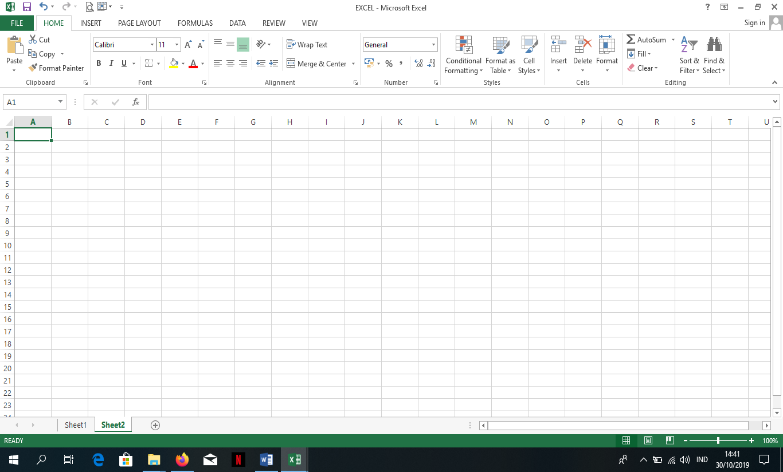 EXCEL - Microsoft Excel
? Sign in
FILE HOME INSERT PAGE LAYOUT FORMULAS DATA REVIEW VIEW
Paste
Cut
Copy
Format Painter
Clipboard
Calibri 11
A A
B I U A
Font
Wrap Text
Merge & Center
Alignment
General
% ,
Number
Conditional Formatting
Format as Table
Cell Styles
Styles
Insert
Delete
Format
Cells
AutoSum
Fill
Clear
Sort & Filter
Find & Select
Editing
A1 fx
A B C D E F G H I J K L M N O P Q R S T U
1
2
3
4
5
6
7
8
9
10
11
12
13
14
15
16
17
18
19
20
21
22
23
Sheet1 Sheet2
READY 100%
IND 14:41
30/10/2019